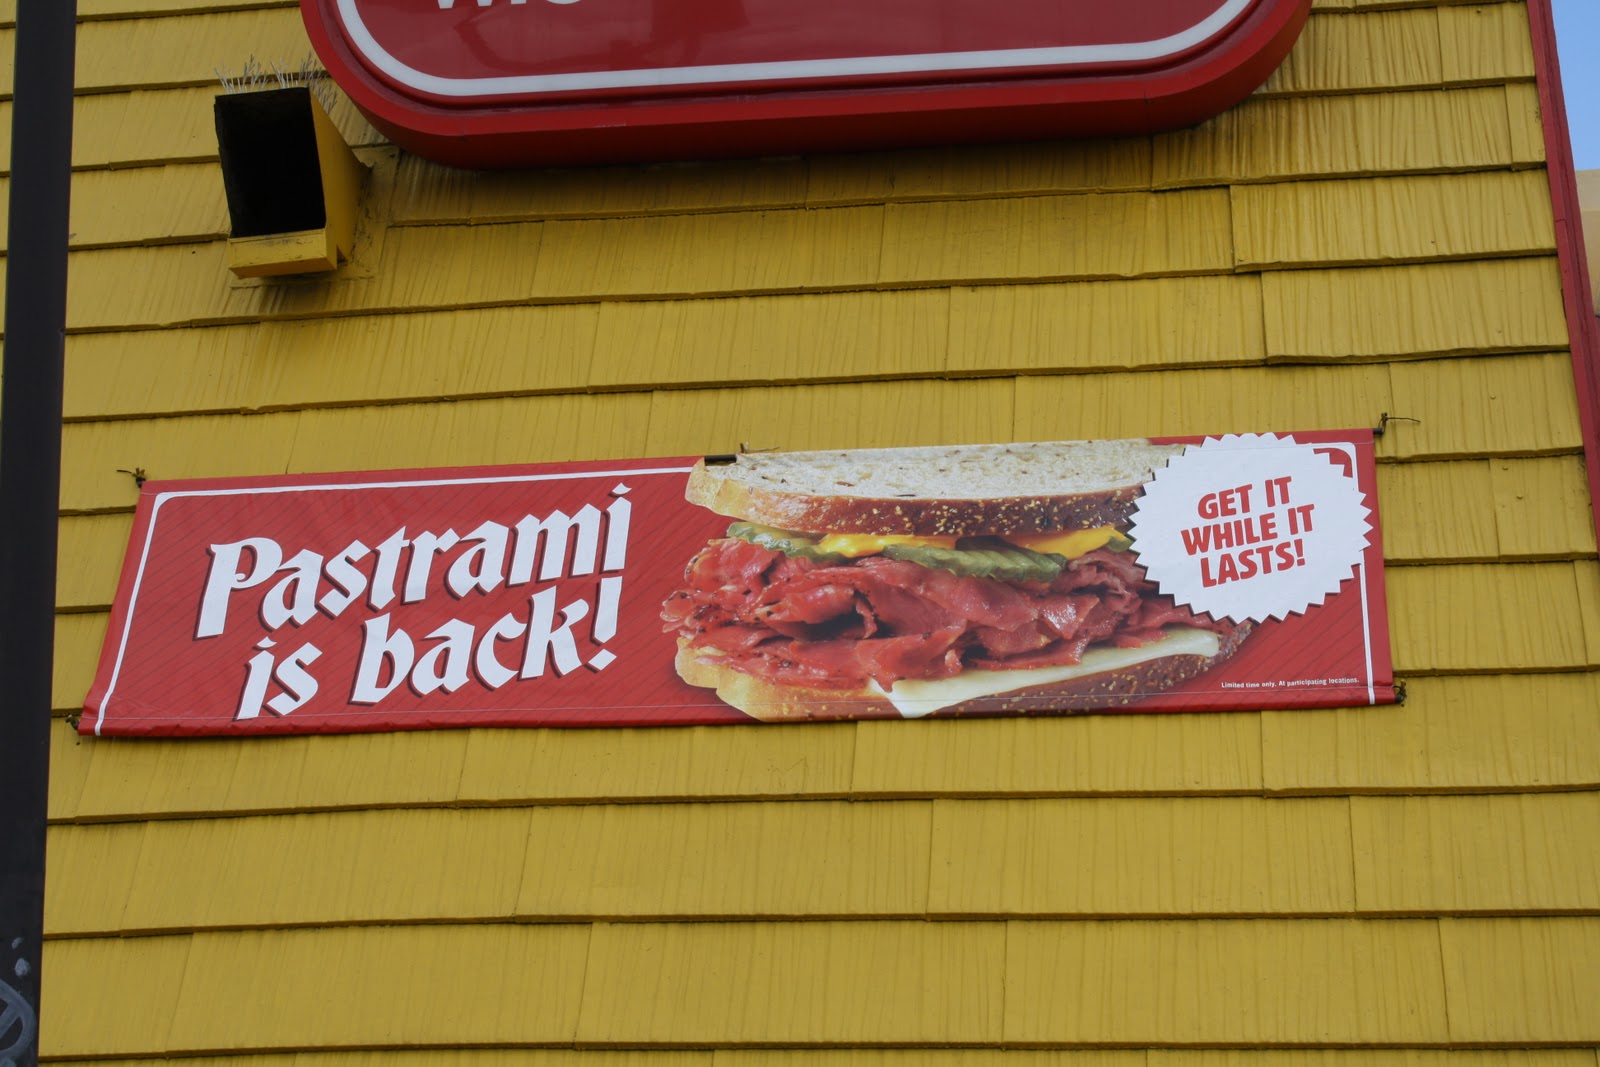 Pastrami
is back!
GET IT
WHILE IT
LASTS!
Limited time only. At participating locations.